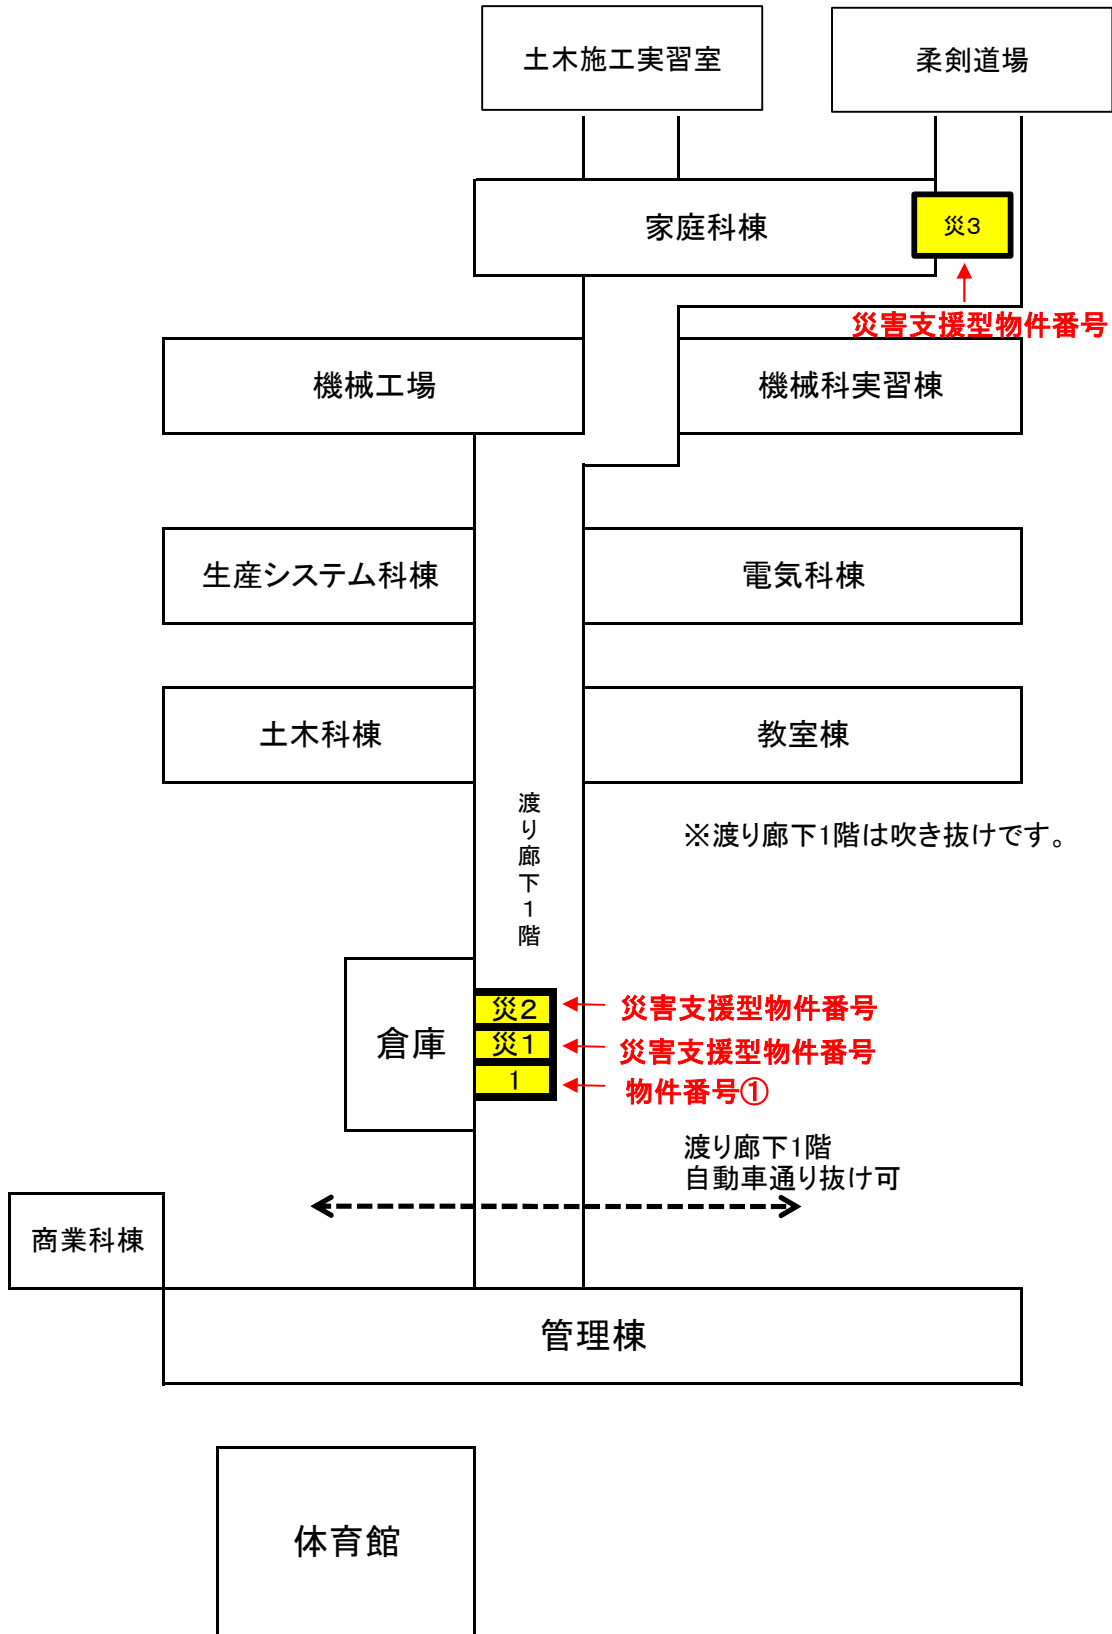 土木施工実習室
柔剣道場
家庭科棟
災3
災害支援型物件番号
機械工場
機械科実習棟
生産システム科棟
電気科棟
土木科棟
教室棟
渡り廊下1階
※渡り廊下1階は吹き抜けです。
倉庫
災2
災害支援型物件番号
災1
災害支援型物件番号
1
物件番号①
渡り廊下1階
自動車通り抜け可
商業科棟
管理棟
体育館